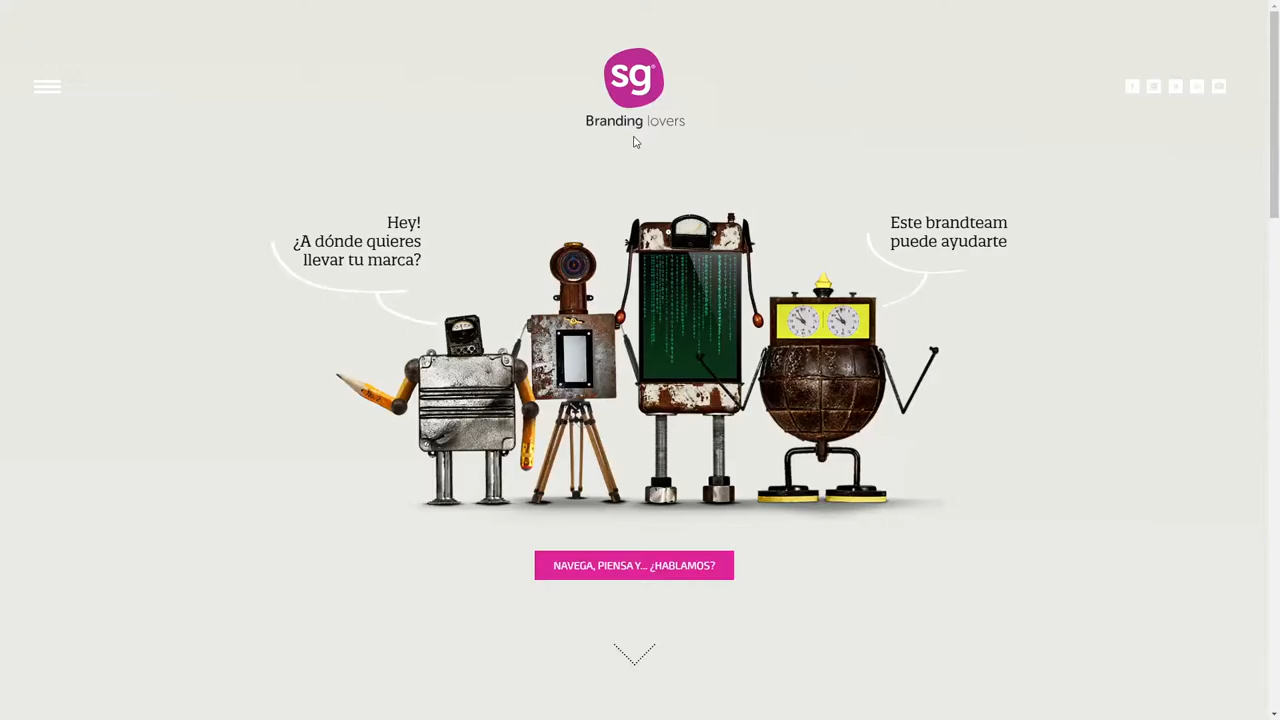 sg
Branding lovers
Hey!
¿A dónde quieres
llevar tu marca?
Este brandteam
puede ayudarte
NAVEGA, PIENSA Y... ¿HABLAMOS?